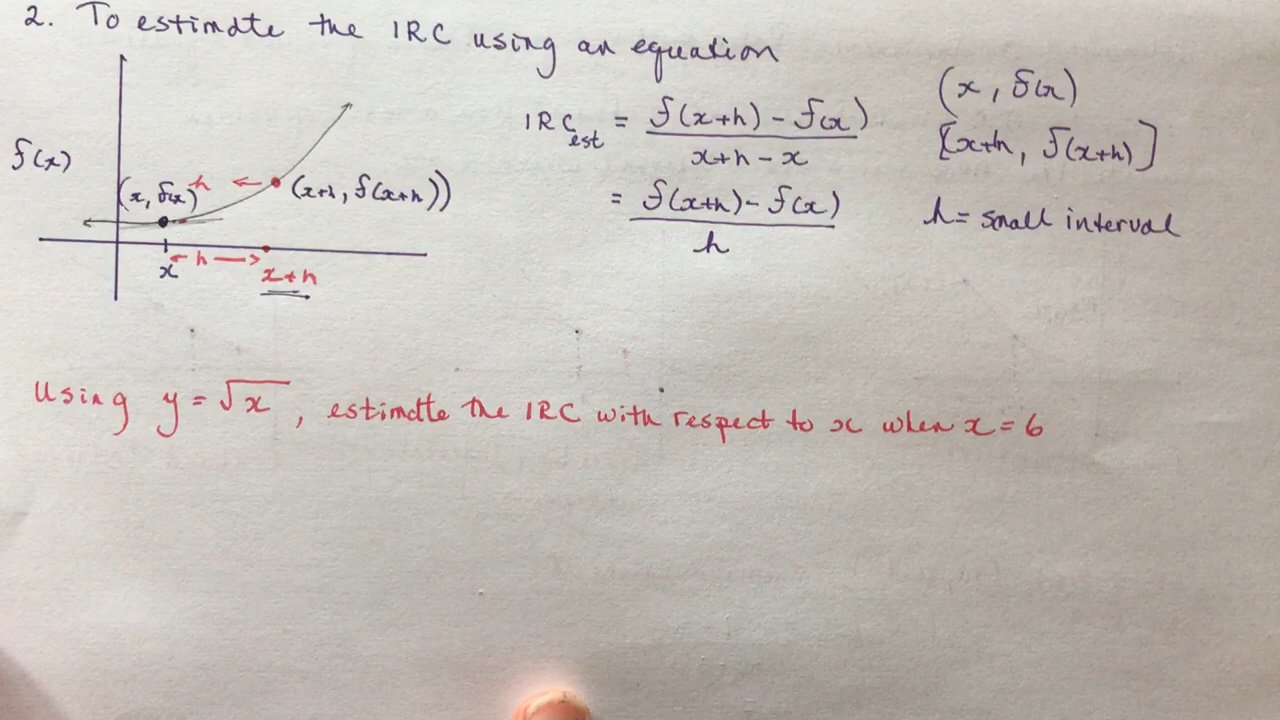 2. To estimate the IRC using an equation
f(x)
(x, f(x))
h
(x+h, f(x+h))
x
h
x+h
IRC est = f(x+h) - f(x) / x+h - x
= f(x+h) - f(x) / h
(x, f(x)
[x+h, f(x+h)]
h = small interval
Using y = √x, estimate the IRC with respect to x when x = 6